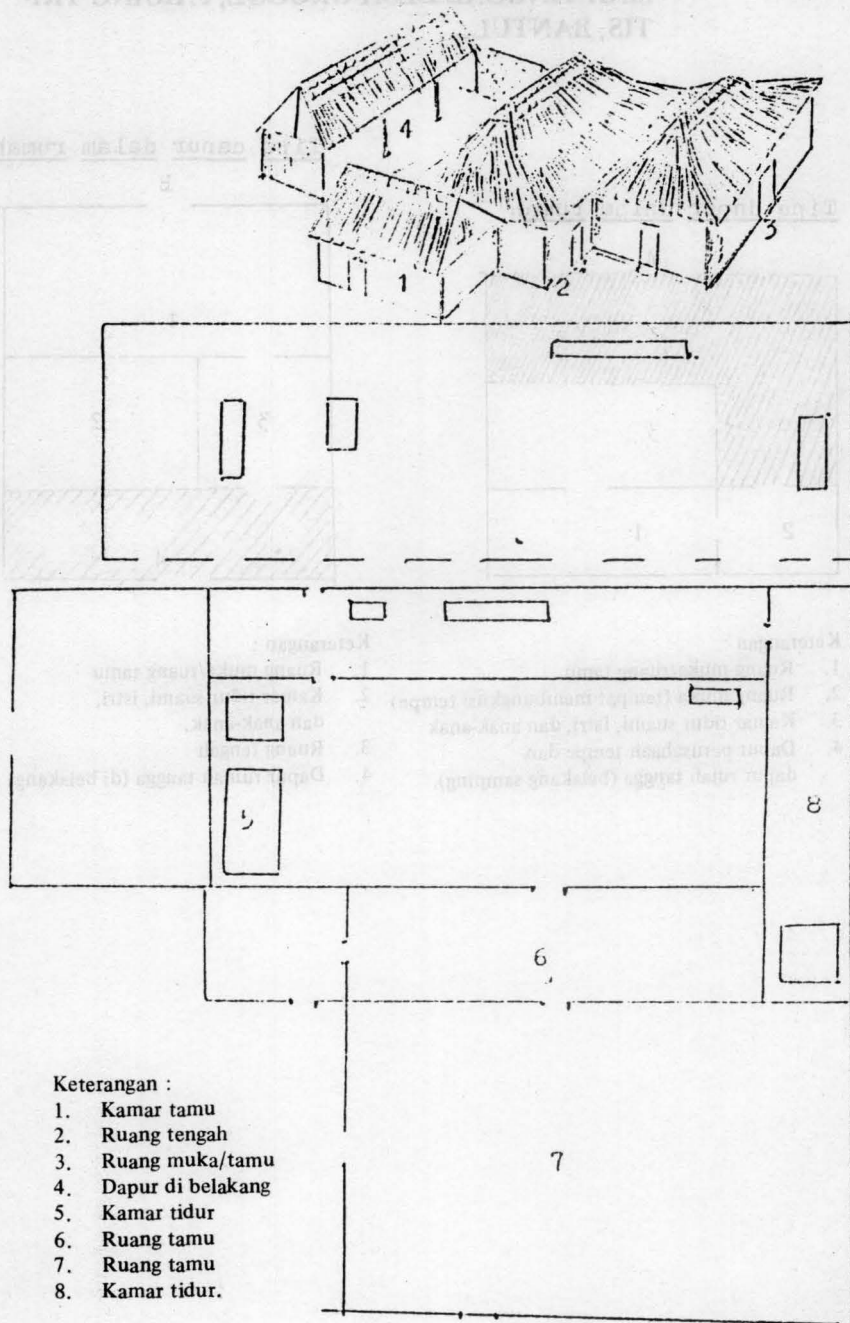 4
3
1
2
5
8
6
7
Keterangan :
1. Kamar tamu
2. Ruang tengah
3. Ruang muka/tamu
4. Dapur di belakang
5. Kamar tidur
6. Ruang tamu
7. Ruang tamu
8. Kamar tidur.